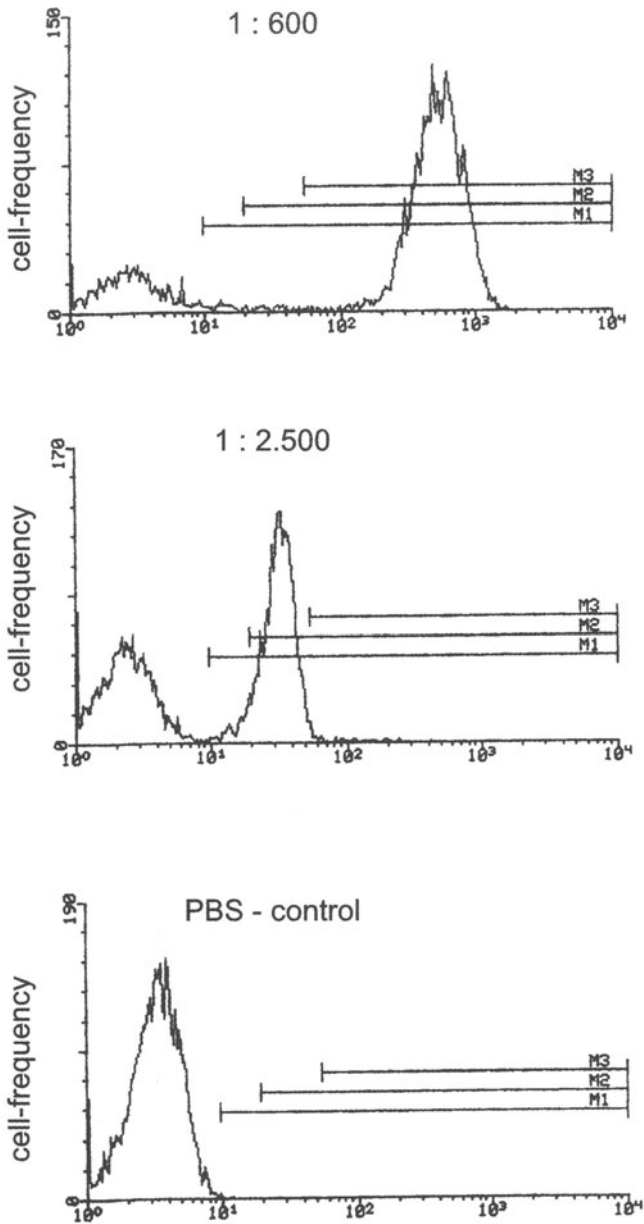 1 : 600
150
cell-frequency
M3
M2
M1
0
10⁰ 10¹ 10² 10³ 10⁴
1 : 2.500
170
cell-frequency
M3
M2
M1
0
10⁰ 10¹ 10² 10³ 10⁴
PBS - control
190
cell-frequency
M3
M2
M1
0
10⁰ 10¹ 10² 10³ 10⁴